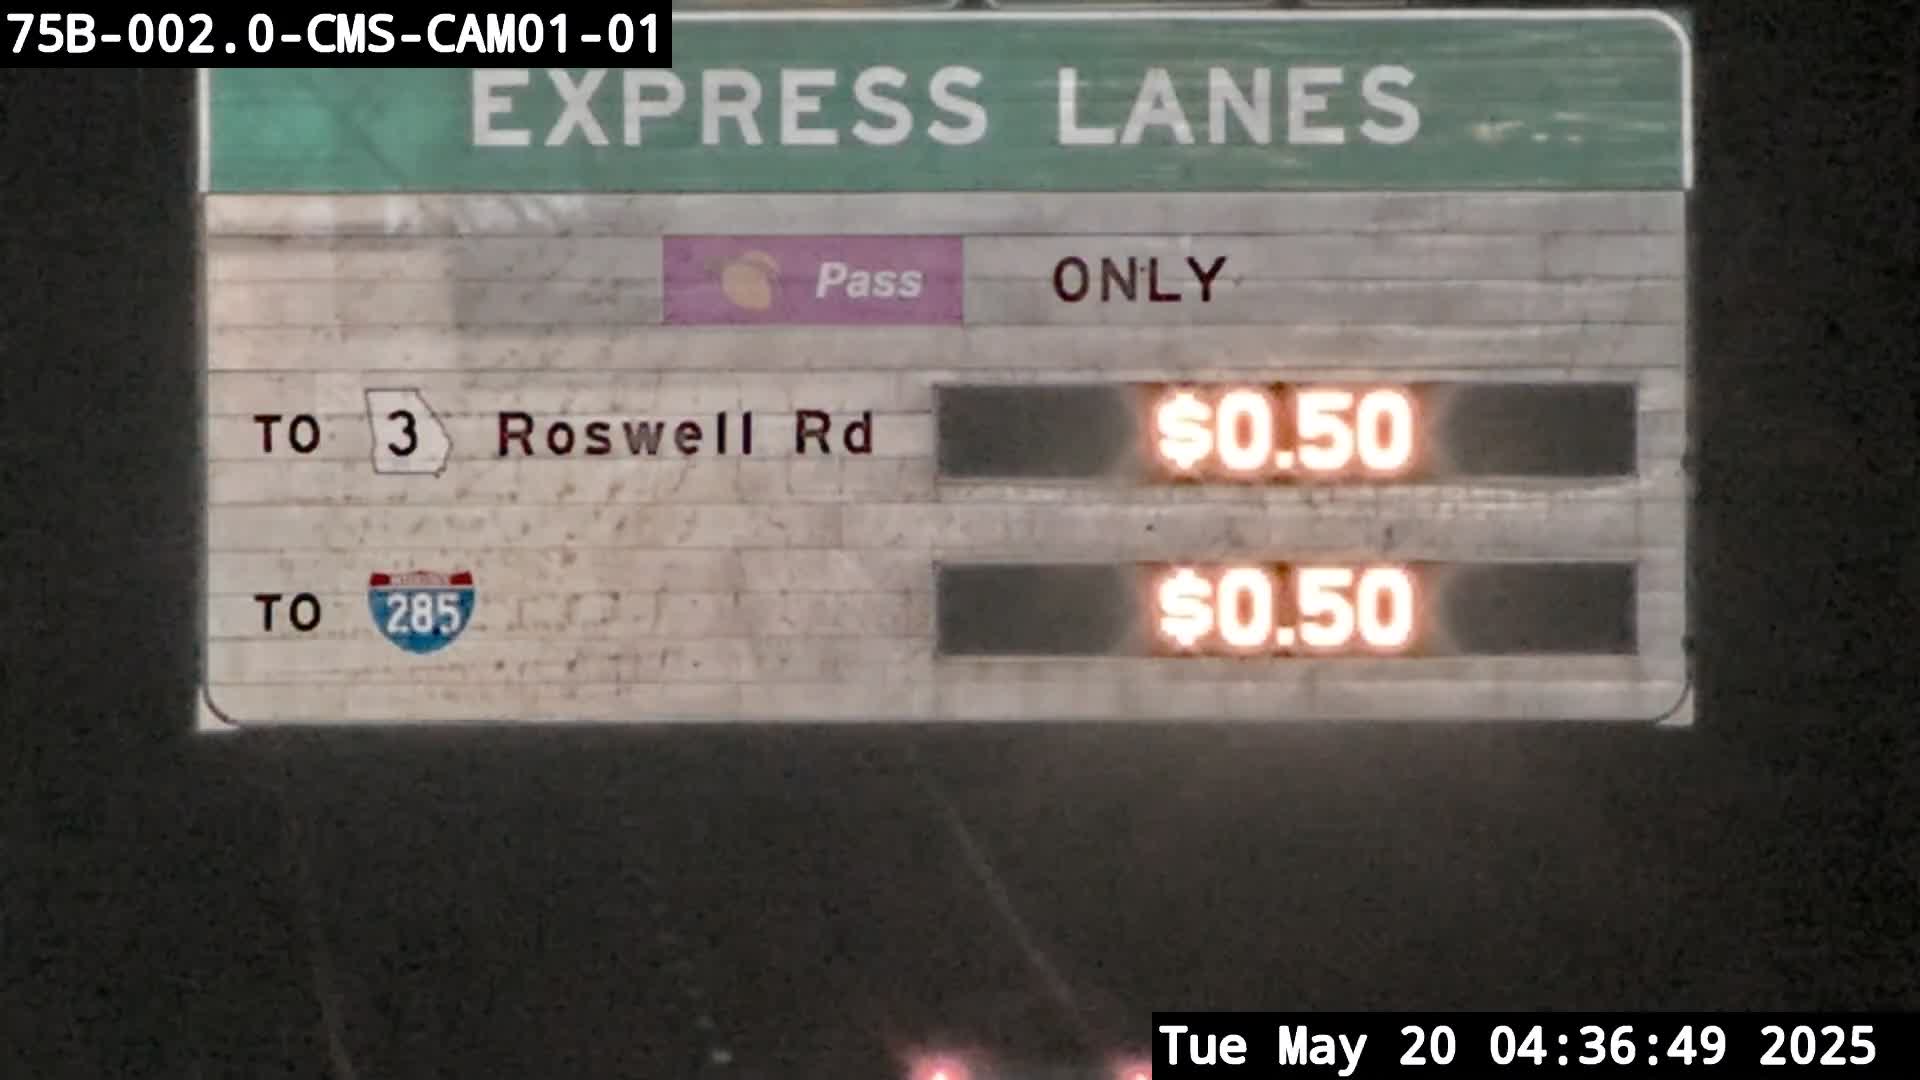 75B-002.0-CMS-CAM01-01
EXPRESS LANES
Pass ONLY
TO 3 Roswell Rd $0.50
TO INTERSTATE 285 $0.50
Tue May 20 04:36:49 2025